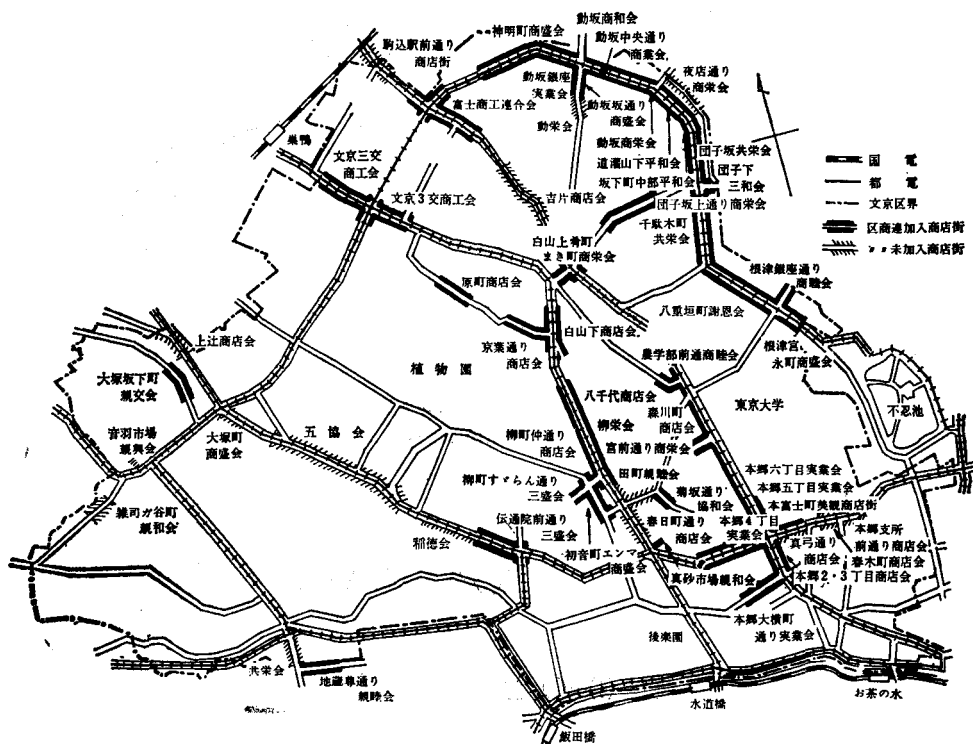 動坂商和会
神明町商盛会
動坂中央通り
商業会
駒込駅前通り
商店街
夜店通り
商栄会
動坂銀座
実業会
富士商工連合会
動坂坂通り
商盛会
動栄会
巣鴨
文京三交
商工会
動坂商栄会
道灌山下平和会
団子坂共栄会
坂下町中部平和会
団子下
三和会
文京3交商工会
吉片商店会
団子坂上通り商栄会
千駄木町
共栄会
国電
都電
文京区界
区商連加入商店街
〃〃未加入商店街
白山上肴町
まき町商栄会
根津銀座通り
商睦会
原町商店会
八重垣町謝恩会
上辻商店会
白山下商店会
京葉通り
商店会
根津宮
永町商盛会
植物園
農学部前通商睦会
大塚坂下町
親交会
八千代商店会
森川町
商店会
東京大学
不忍池
音羽市場
親興会
大塚町
商盛会
五協会
柳栄会
柳町仲通り
商店会
宮前通り商栄会
田町親睦会
本郷六丁目実業会
柳町すゞらん通り
三盛会
菊坂通り
協和会
本郷五丁目実業会
本富士町美観商店街
雑司ガ谷町
親和会
伝通院前通り
三盛会
春日町通り
商店会
本郷4丁目
実業会
真弓通り
商店会
本郷支所
前通り商店会
初音町エンマ
商盛会
春木町商店会
真砂市場親和会
本郷2・3丁目商店会
本郷大横町
通り実業会
後楽園
共栄会
地蔵尊通り
親睦会
お茶の水
水道橋
飯田橋